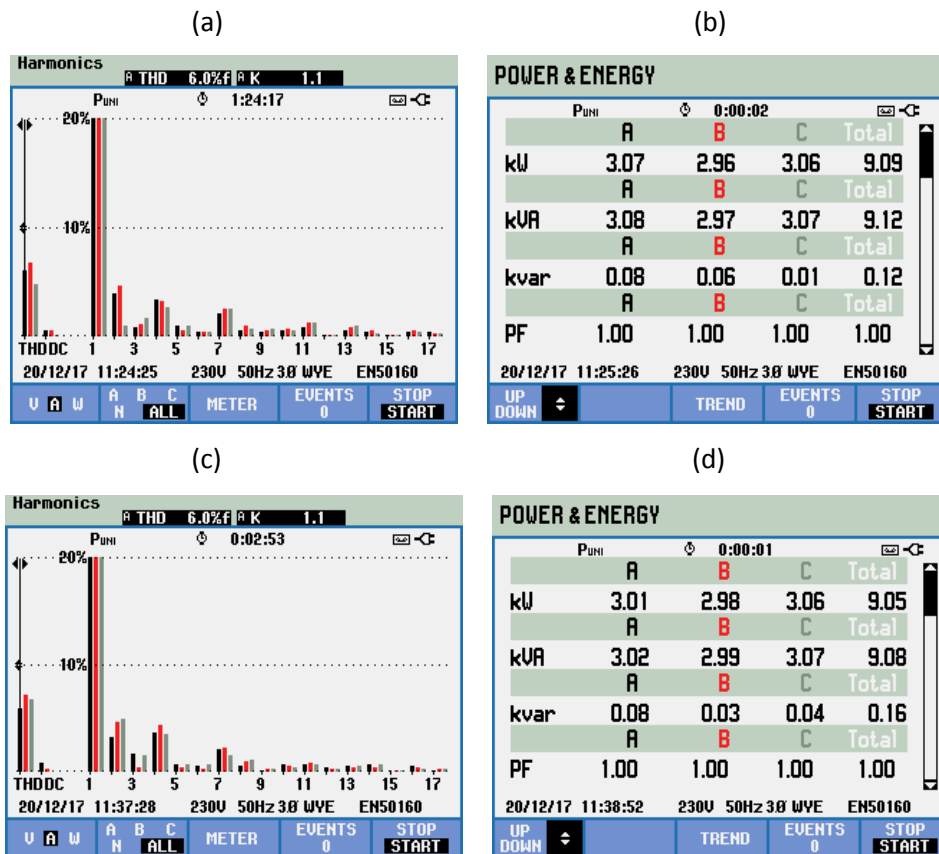 (a)
Harmonics
A THD 6.0%f A K 1.1
PUNI 1:24:17
20%
10%
THD DC 1 3 5 7 9 11 13 15 17
20/12/17 11:24:25 230V 50Hz 3Ø WYE EN50160
V A W A B C N ALL METER EVENTS 0 STOP START
(b)
POWER & ENERGY
PUNI 0:00:02
A B C Total
kW 3.07 2.96 3.06 9.09
A B C Total
kVA 3.08 2.97 3.07 9.12
A B C Total
kvar 0.08 0.06 0.01 0.12
A B C Total
PF 1.00 1.00 1.00 1.00
20/12/17 11:25:26 230V 50Hz 3Ø WYE EN50160
UP DOWN TREND EVENTS 0 STOP START
(c)
Harmonics
A THD 6.0%f A K 1.1
PUNI 0:02:53
20%
10%
THD DC 1 3 5 7 9 11 13 15 17
20/12/17 11:37:28 230V 50Hz 3Ø WYE EN50160
V A W A B C N ALL METER EVENTS 0 STOP START
(d)
POWER & ENERGY
PUNI 0:00:01
A B C Total
kW 3.01 2.98 3.06 9.05
A B C Total
kVA 3.02 2.99 3.07 9.08
A B C Total
kvar 0.08 0.03 0.04 0.16
A B C Total
PF 1.00 1.00 1.00 1.00
20/12/17 11:38:52 230V 50Hz 3Ø WYE EN50160
UP DOWN TREND EVENTS 0 STOP START